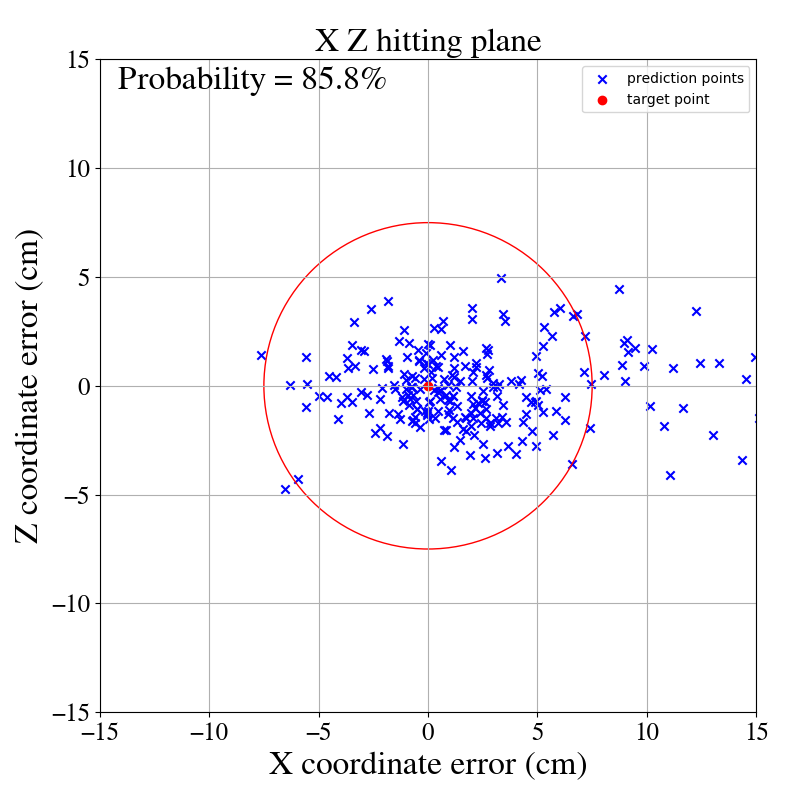 X Z hitting plane
Probability = 85.8%
prediction points
target point
Z coordinate error (cm)
15
10
5
0
−5
−10
−15
−15
−10
−5
0
5
10
15
X coordinate error (cm)